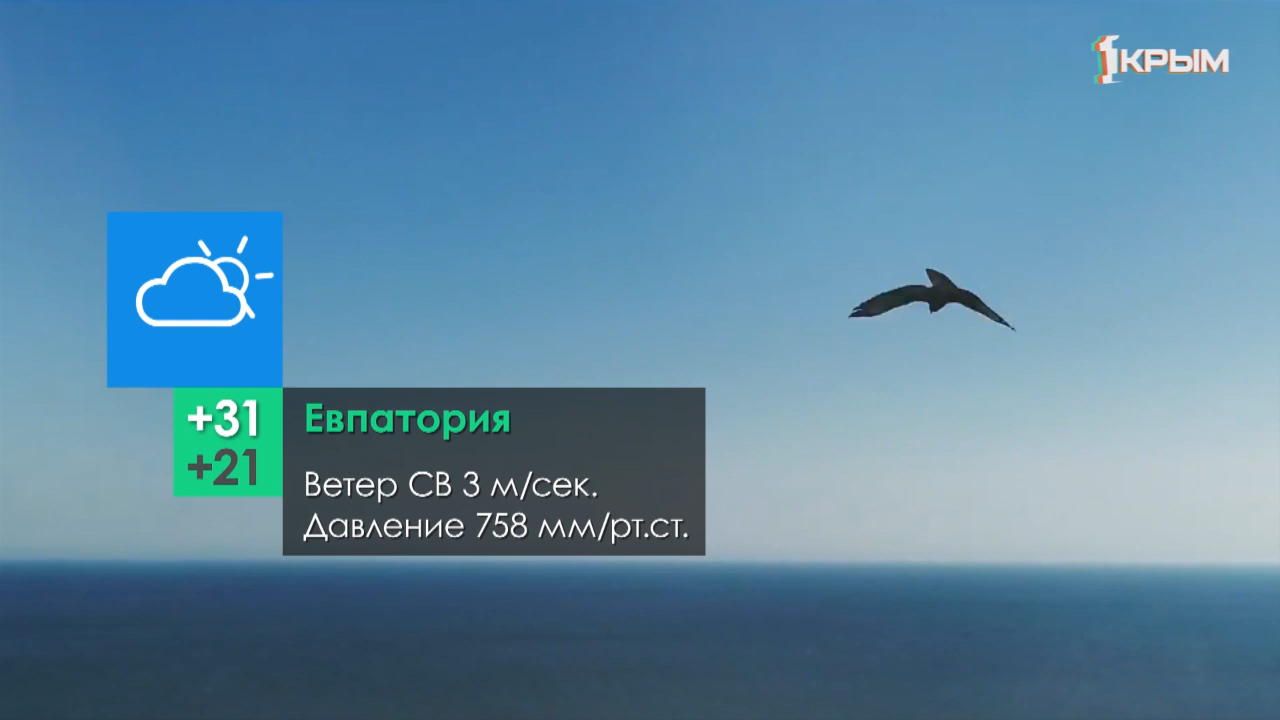 1КРЫМ
+31
+21
Евпатория
Ветер СВ 3 м/сек.
Давление 758 мм/рт.ст.